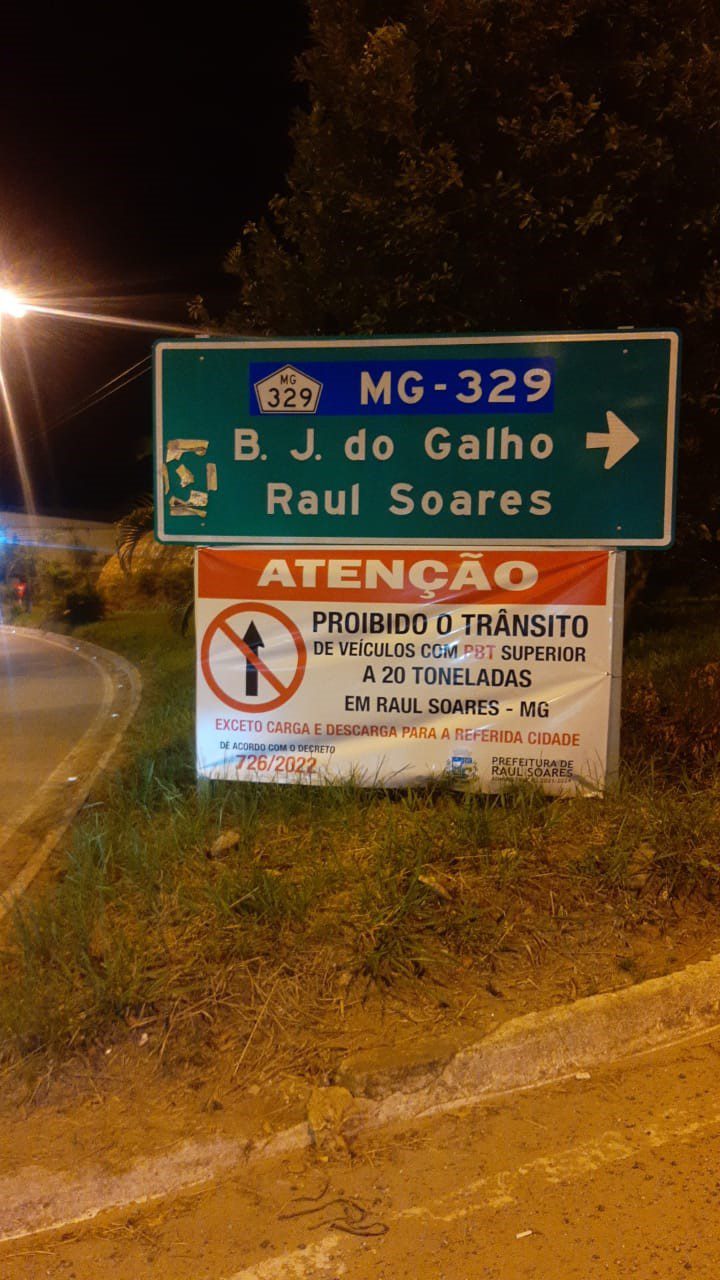 MG
329
MG-329
B. J. do Galho
Raul Soares
ATENÇÃO
PROIBIDO O TRÂNSITO
DE VEÍCULOS COM PBT SUPERIOR
A 20 TONELADAS
EM RAUL SOARES - MG
EXCETO CARGA E DESCARGA PARA A REFERIDA CIDADE
DE ACORDO COM O DECRETO
726/2022
PREFEITURA DE
RAUL SOARES